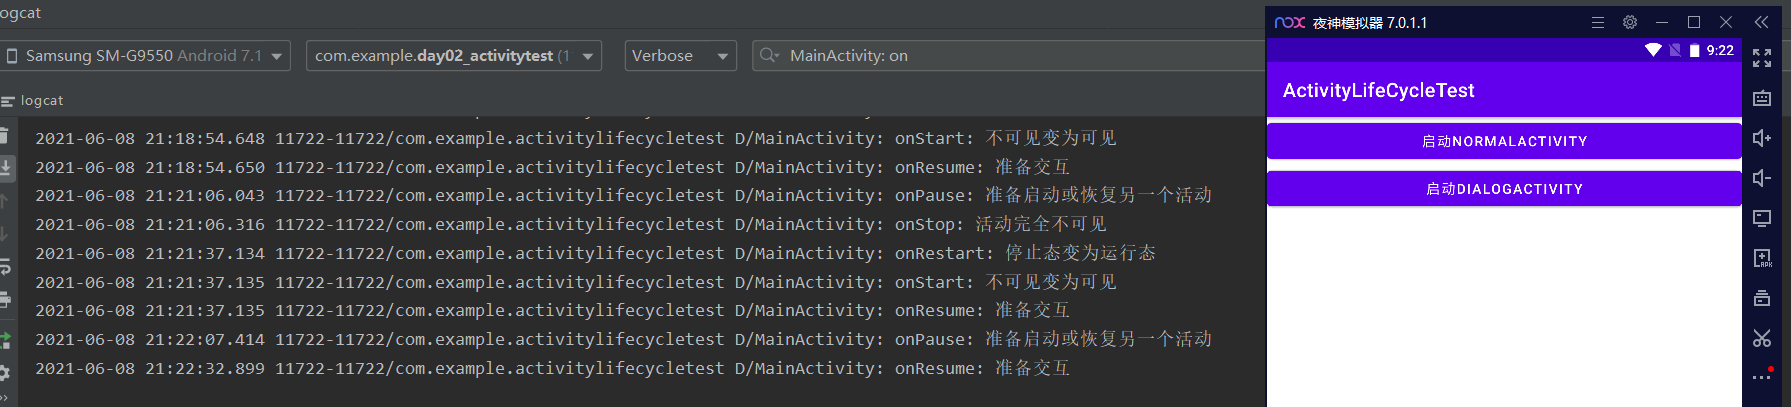 ogcat
Samsung SM-G9550 Android 7.1
com.example.day02_activitytest (1
Verbose
MainActivity: on
logcat
2021-06-08 21:18:54.648 11722-11722/com.example.activitylifecycletest D/MainActivity: onStart: 不可见变为可见
2021-06-08 21:18:54.650 11722-11722/com.example.activitylifecycletest D/MainActivity: onResume: 准备交互
2021-06-08 21:21:06.043 11722-11722/com.example.activitylifecycletest D/MainActivity: onPause: 准备启动或恢复另一个活动
2021-06-08 21:21:06.316 11722-11722/com.example.activitylifecycletest D/MainActivity: onStop: 活动完全不可见
2021-06-08 21:21:37.134 11722-11722/com.example.activitylifecycletest D/MainActivity: onRestart: 停止态变为运行态
2021-06-08 21:21:37.135 11722-11722/com.example.activitylifecycletest D/MainActivity: onStart: 不可见变为可见
2021-06-08 21:21:37.135 11722-11722/com.example.activitylifecycletest D/MainActivity: onResume: 准备交互
2021-06-08 21:22:07.414 11722-11722/com.example.activitylifecycletest D/MainActivity: onPause: 准备启动或恢复另一个活动
2021-06-08 21:22:32.899 11722-11722/com.example.activitylifecycletest D/MainActivity: onResume: 准备交互
nox 夜神模拟器 7.0.1.1
9:22
ActivityLifeCycleTest
启动NORMALACTIVITY
启动DIALOGACTIVITY
APK